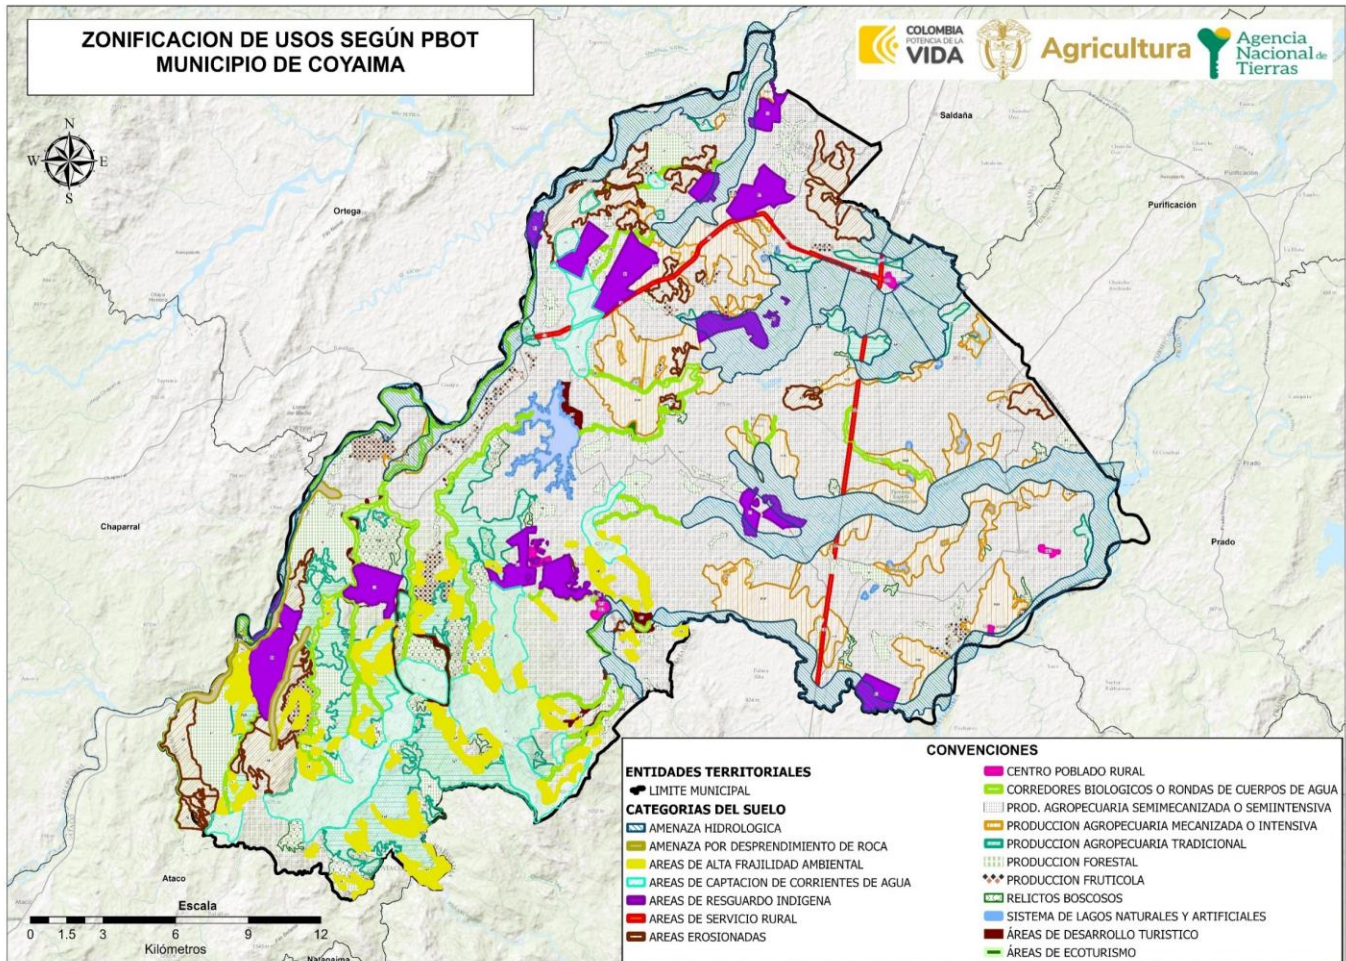 ZONIFICACION DE USOS SEGÚN PBOT
MUNICIPIO DE COYAIMA
COLOMBIA
POTENCIA DE LA
VIDA
Agricultura
Agencia
Nacional de
Tierras
N
W E
S
Saldaña
Ortega
Purificación
Chaparral
Prado
Ataco
Natagaima
Escala
0 1.5 3 6 9 12
Kilómetros
CONVENCIONES
ENTIDADES TERRITORIALES
LIMITE MUNICIPAL
CATEGORIAS DEL SUELO
AMENAZA HIDROLOGICA
AMENAZA POR DESPRENDIMIENTO DE ROCA
AREAS DE ALTA FRAJILIDAD AMBIENTAL
AREAS DE CAPTACION DE CORRIENTES DE AGUA
AREAS DE RESGUARDO INDIGENA
AREAS DE SERVICIO RURAL
AREAS EROSIONADAS
CENTRO POBLADO RURAL
CORREDORES BIOLOGICOS O RONDAS DE CUERPOS DE AGUA
PROD. AGROPECUARIA SEMIMECANIZADA O SEMIINTENSIVA
PRODUCCION AGROPECUARIA MECANIZADA O INTENSIVA
PRODUCCION AGROPECUARIA TRADICIONAL
PRODUCCION FORESTAL
PRODUCCION FRUTICOLA
RELICTOS BOSCOSOS
SISTEMA DE LAGOS NATURALES Y ARTIFICIALES
ÁREAS DE DESARROLLO TURISTICO
ÁREAS DE ECOTURISMO